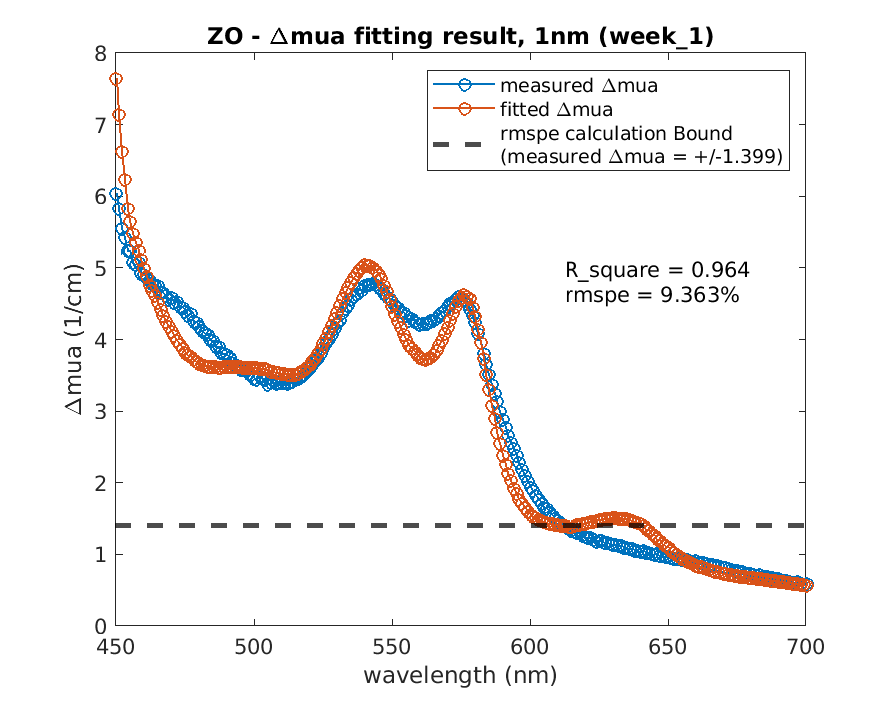 ZO - Δmua fitting result, 1nm (week_1)
8
7
6
5
4
3
2
1
0
Δmua (1/cm)
measured Δmua
fitted Δmua
rmspe calculation Bound
(measured Δmua = +/-1.399)
R_square = 0.964
rmspe = 9.363%
450
500
550
600
650
700
wavelength (nm)